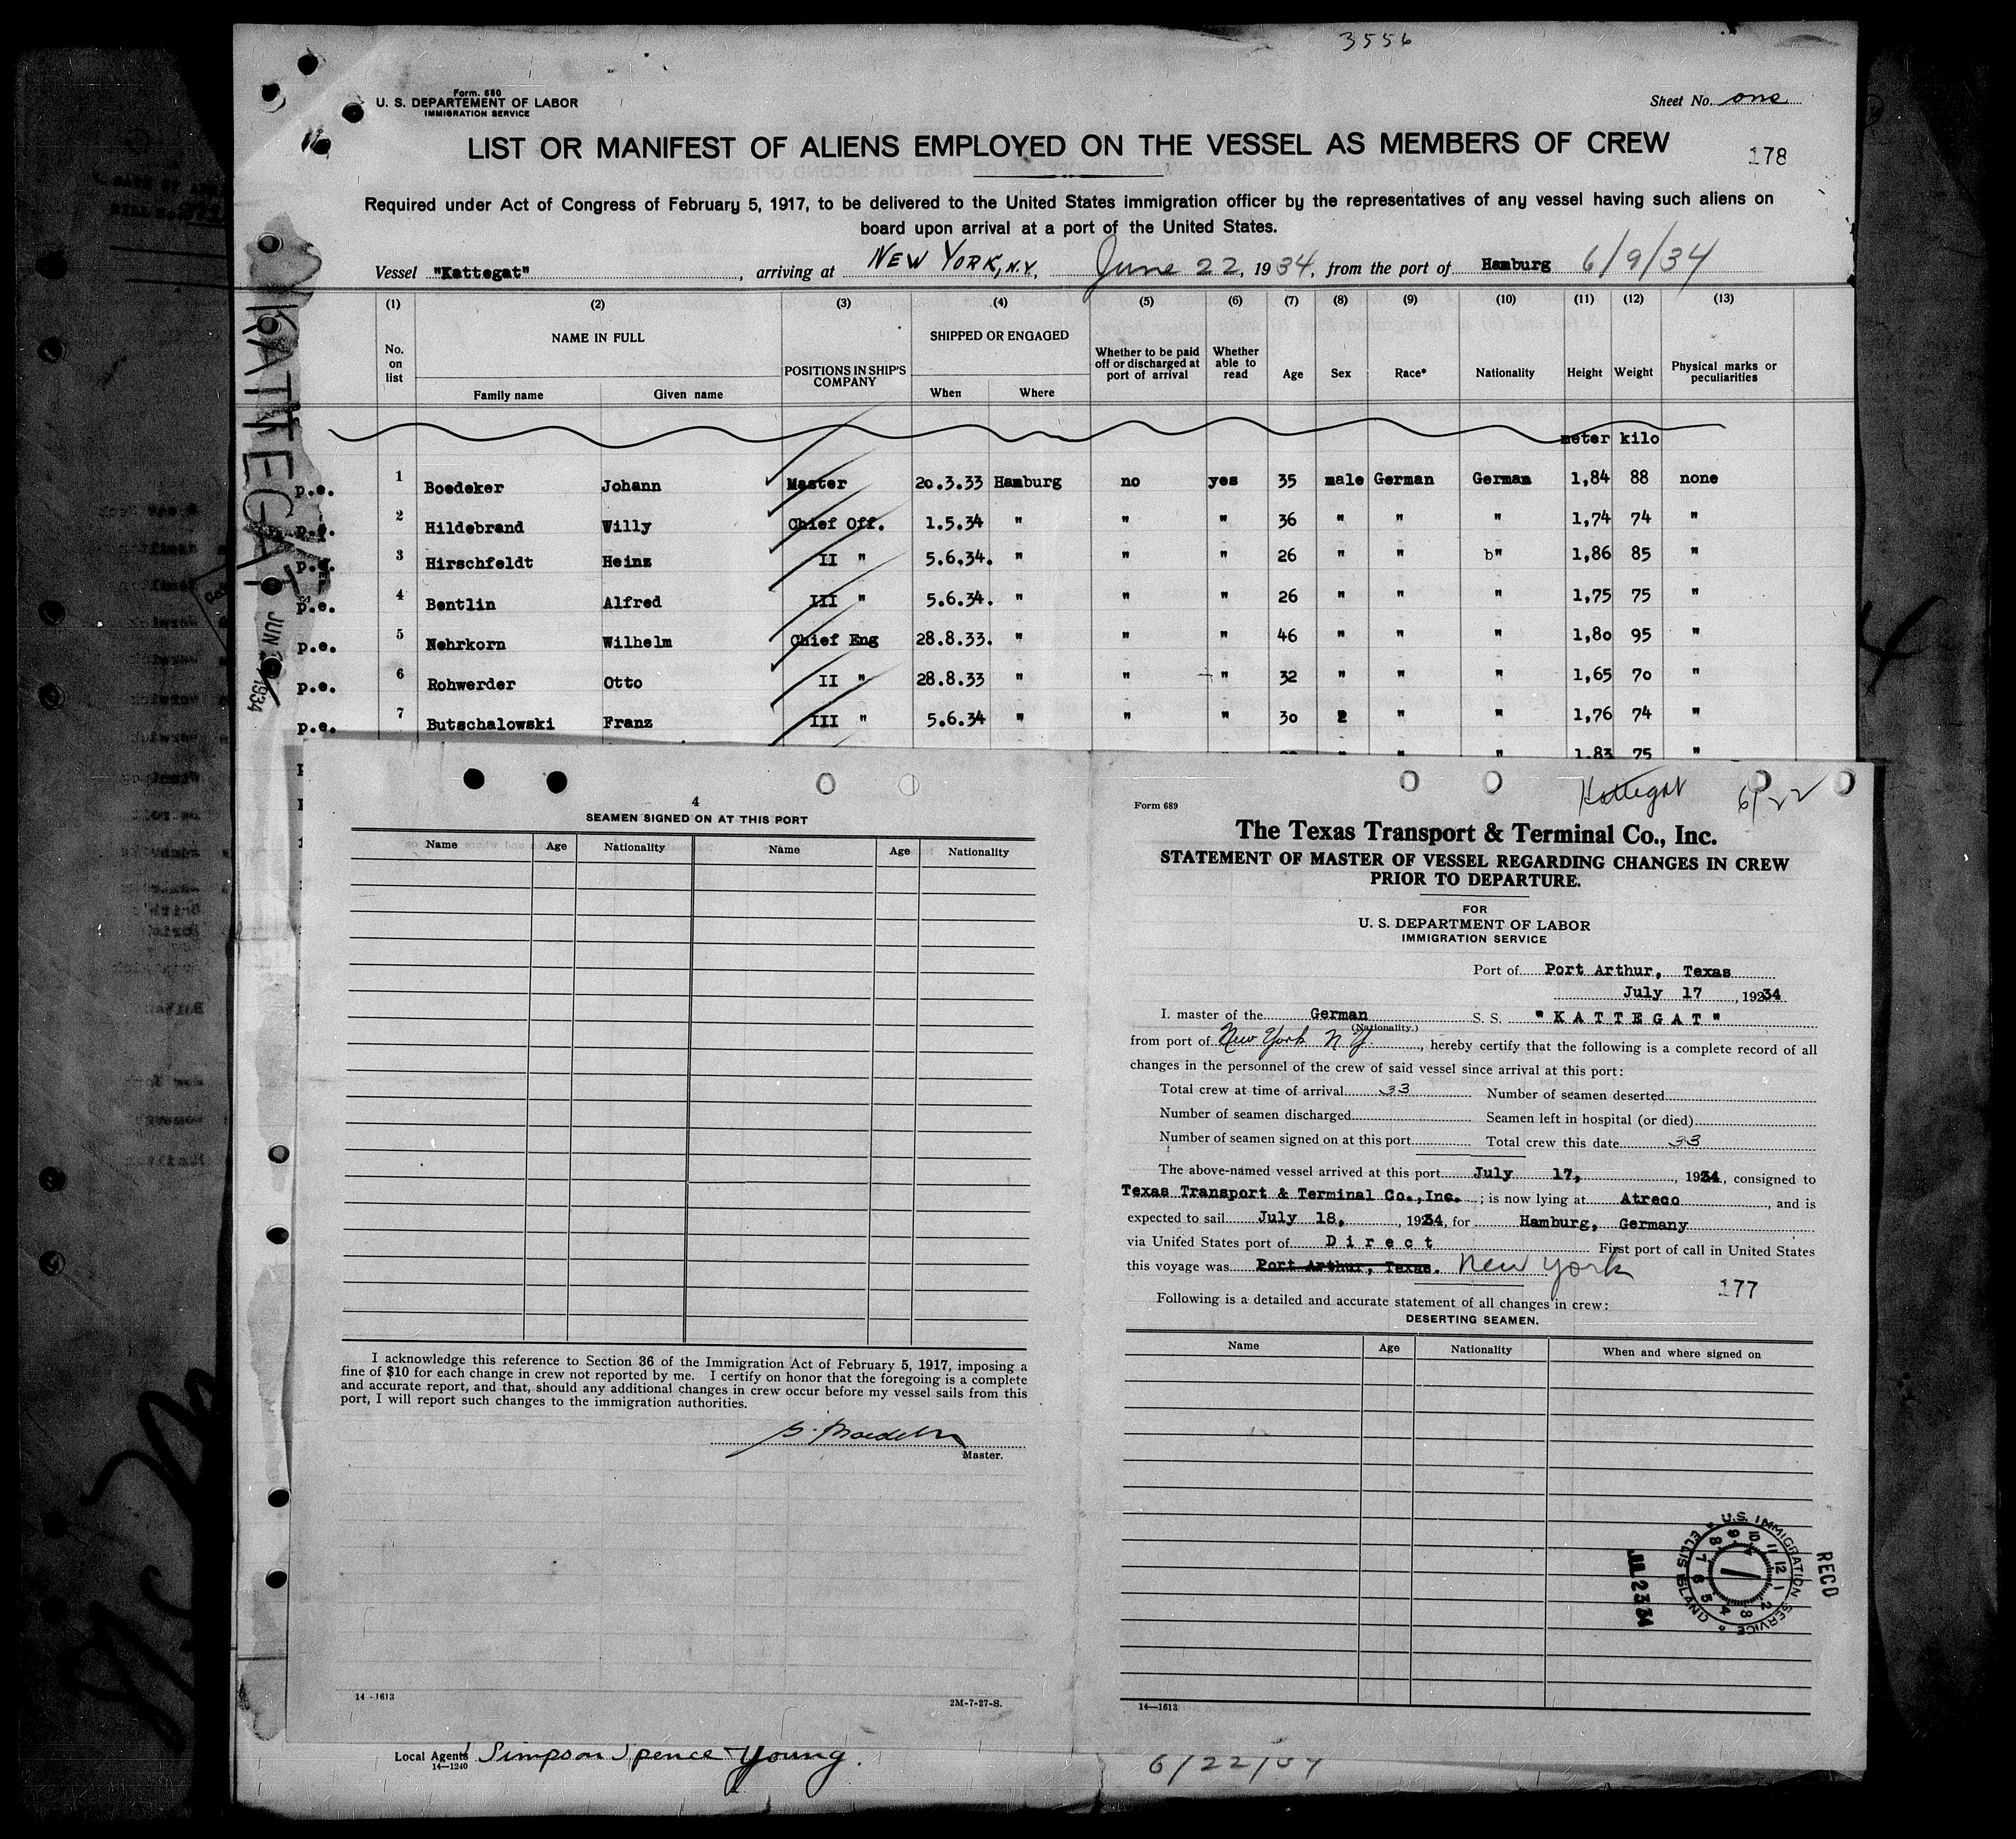 3556
Form. 680
U. S. DEPARTEMENT OF LABOR
IMMIGRATION SERVICE
Sheet No. one
LIST OR MANIFEST OF ALIENS EMPLOYED ON THE VESSEL AS MEMBERS OF CREW
178
Required under Act of Congress of February 5, 1917, to be delivered to the United States immigration officer by the representatives of any vessel having such aliens on
board upon arrival at a port of the United States.
Vessel "Kattegat", arriving at NEW YORK, N.Y., June 22, 1934, from the port of Hamburg 6/9/34
KATTEGAT
JUN 1934
(1) (2) (3) (4) (5) (6) (7) (8) (9) (10) (11) (12) (13)
No. on list
NAME IN FULL
Family name Given name
POSITIONS IN SHIP'S COMPANY
SHIPPED OR ENGAGED
When Where
Whether to be paid off or discharged at port of arrival
Whether able to read
Age Sex Race* Nationality Height Weight
Physical marks or peculiarities
meter kilo
p.e. 1 Boedeker Johann Master 20.3.33 Hamburg no yes 35 male German German 1,84 88 none
p.e. 2 Hildebrand Willy Chief Off. 1.5.34 " " " 36 " " " 1,74 74 "
p.e. 3 Hirschfeldt Heinz II " 5.6.34. " " " 26 " " b" 1,86 85 "
p.e. 4 Bentlin Alfred III " 5.6.34. " " " 26 " " " 1,75 75 "
p.e. 5 Nehrkorn Wilhelm Chief Eng 28.8.33. " " " 46 " " " 1,80 95 "
p.e. 6 Rohwerder Otto II " 28.8.33 " " " 32 " " " 1,65 70 "
p.e. 7 Butschalowski Franz III " 5.6.34 " " " 30 " " " 1,76 74 "
" " " 1.83 75 "
4
SEAMEN SIGNED ON AT THIS PORT
Name Age Nationality Name Age Nationality
I acknowledge this reference to Section 36 of the Immigration Act of February 5, 1917, imposing a
fine of $10 for each change in crew not reported by me. I certify on honor that the foregoing is a complete
and accurate report, and that, should any additional changes in crew occur before my vessel sails from this
port, I will report such changes to the immigration authorities.
Master.
14-1613
2M-7-27-S.
Kattegat 6/22
Form 689
The Texas Transport & Terminal Co., Inc.
STATEMENT OF MASTER OF VESSEL REGARDING CHANGES IN CREW
PRIOR TO DEPARTURE.
FOR
U. S. DEPARTMENT OF LABOR
IMMIGRATION SERVICE
Port of Port Arthur, Texas
July 17, 1934
I. master of the German S. S. "KATTEGAT"
(Nationality.)
from port of New York N Y., hereby certify that the following is a complete record of all
changes in the personnel of the crew of said vessel since arrival at this port:
Total crew at time of arrival 33 Number of seamen deserted
Number of seamen discharged Seamen left in hospital (or died)
Number of seamen signed on at this port Total crew this date 33
The above-named vessel arrived at this port July 17, 1934, consigned to
Texas Transport & Terminal Co., Inc. ; is now lying at Atreco, and is
expected to sail July 18, 1934, for Hamburg, Germany
via United States port of Direct First port of call in United States
this voyage was Port Arthur, Texas. New York
177
Following is a detailed and accurate statement of all changes in crew:
DESERTING SEAMEN.
Name Age Nationality When and where signed on
U.S. IMMIGRATION SERVICE
ELLIS ISLAND
1 2 3 4 5 6 7 8 9 10 11 12
RECD
JUL 23 34
14—1613
Local Agents Simpson Spence Young.
14—1240
6/22/34